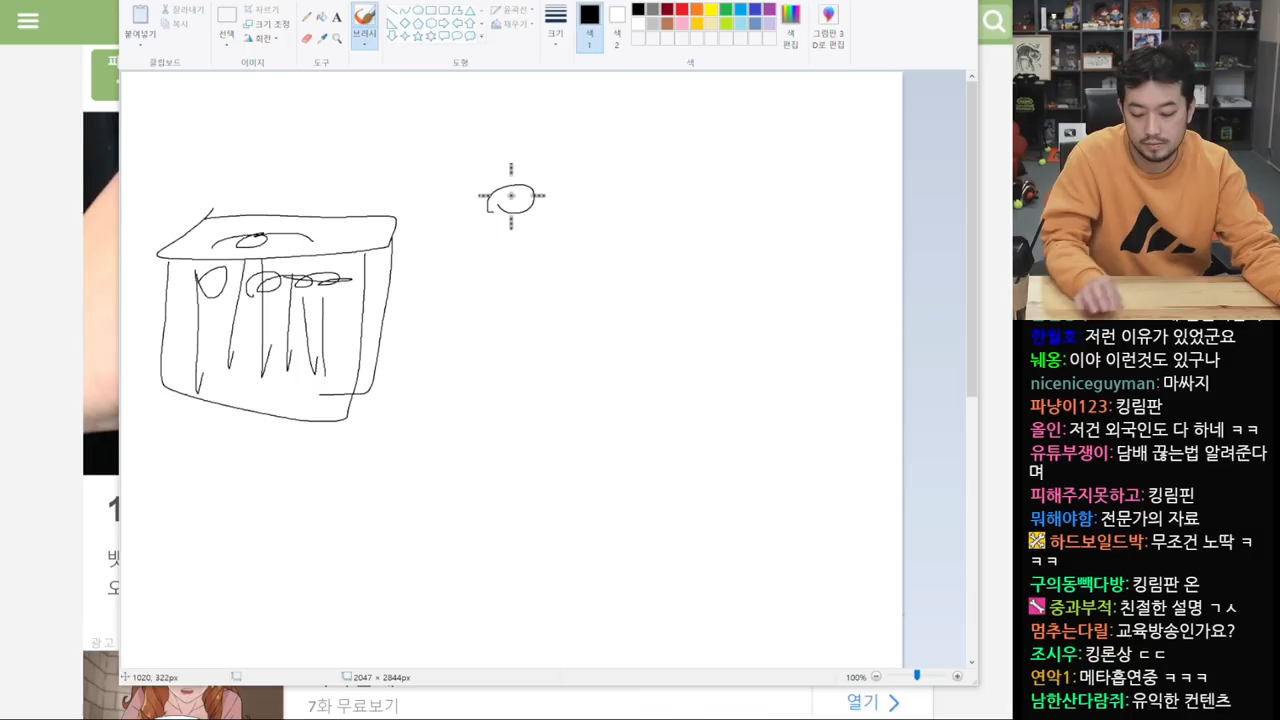 붙여넣기
잘라내기
복사
클립보드
선택
자르기
크기 조정
회전
이미지
A
도구
브러시
윤곽선
채우기
도형
크기
색
1
색
2
색
편집
그림판 3
D로 편집
색
광고
7화 무료보기
열기
1020, 322px
2047 × 2844px
100%
한월호: 저런 이유가 있었군요
눼옹: 이야 이런것도 있구나
niceniceguyman: 마싸지
파냥이123: 킹림판
올인: 저건 외국인도 다 하네 ㅋㅋ
유튜부쟁이: 담배 끊는법 알려준다
며
피해주지못하고: 킹림핀
뭐해야함: 전문가의 자료
하드보일드박: 무조건 노딱 ㅋ
ㅋㅋ
구의동빽다방: 킹림판 온
중과부적: 친절한 설명 ㄱㅅ
멈추는다릴: 교육방송인가요?
조시우: 킹론상 ㄷㄷ
연악1: 메타흡연중 ㅋㅋㅋ
남한산다람쥐: 유익한 컨텐츠